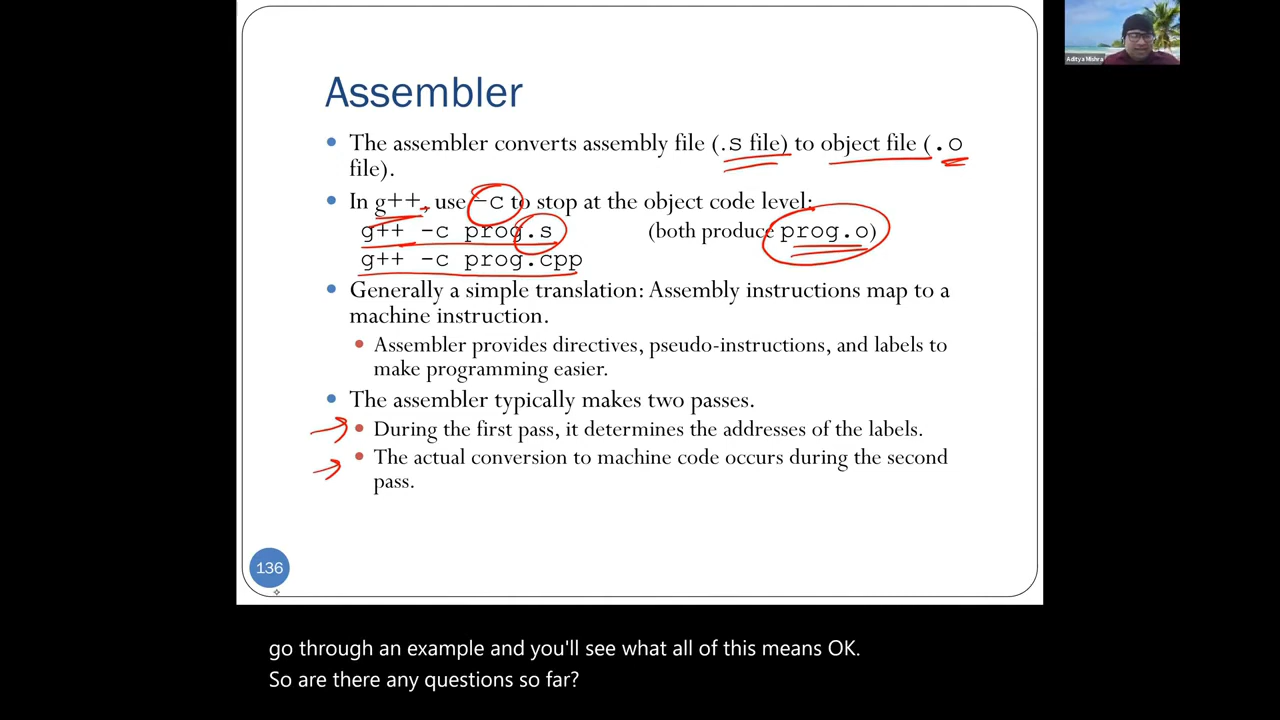 Aditya Mishra
Assembler
• The assembler converts assembly file (.s file) to object file (.o
file).
• In g++, use -c to stop at the object code level:
g++ -c prog.s (both produce prog.o)
g++ -c prog.cpp
• Generally a simple translation: Assembly instructions map to a
machine instruction.
• Assembler provides directives, pseudo-instructions, and labels to
make programming easier.
• The assembler typically makes two passes.
• During the first pass, it determines the addresses of the labels.
• The actual conversion to machine code occurs during the second
pass.
136
go through an example and you'll see what all of this means OK.
So are there any questions so far?